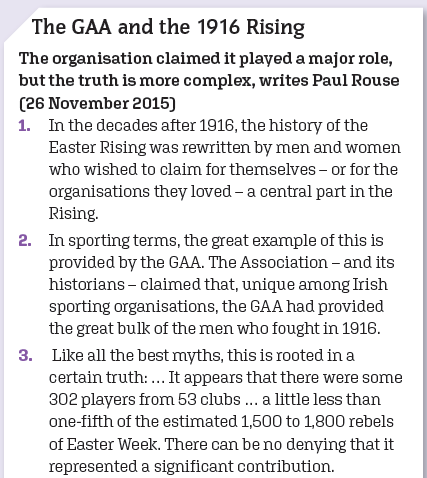 The GAA and the 1916 Rising
The organisation claimed it played a major role,
but the truth is more complex, writes Paul Rouse
(26 November 2015)
1. In the decades after 1916, the history of the
Easter Rising was rewritten by men and women
who wished to claim for themselves – or for the
organisations they loved – a central part in the
Rising.
2. In sporting terms, the great example of this is
provided by the GAA. The Association – and its
historians – claimed that, unique among Irish
sporting organisations, the GAA had provided
the great bulk of the men who fought in 1916.
3. Like all the best myths, this is rooted in a
certain truth: ... It appears that there were some
302 players from 53 clubs ... a little less than
one-fifth of the estimated 1,500 to 1,800 rebels
of Easter Week. There can be no denying that it
represented a significant contribution.